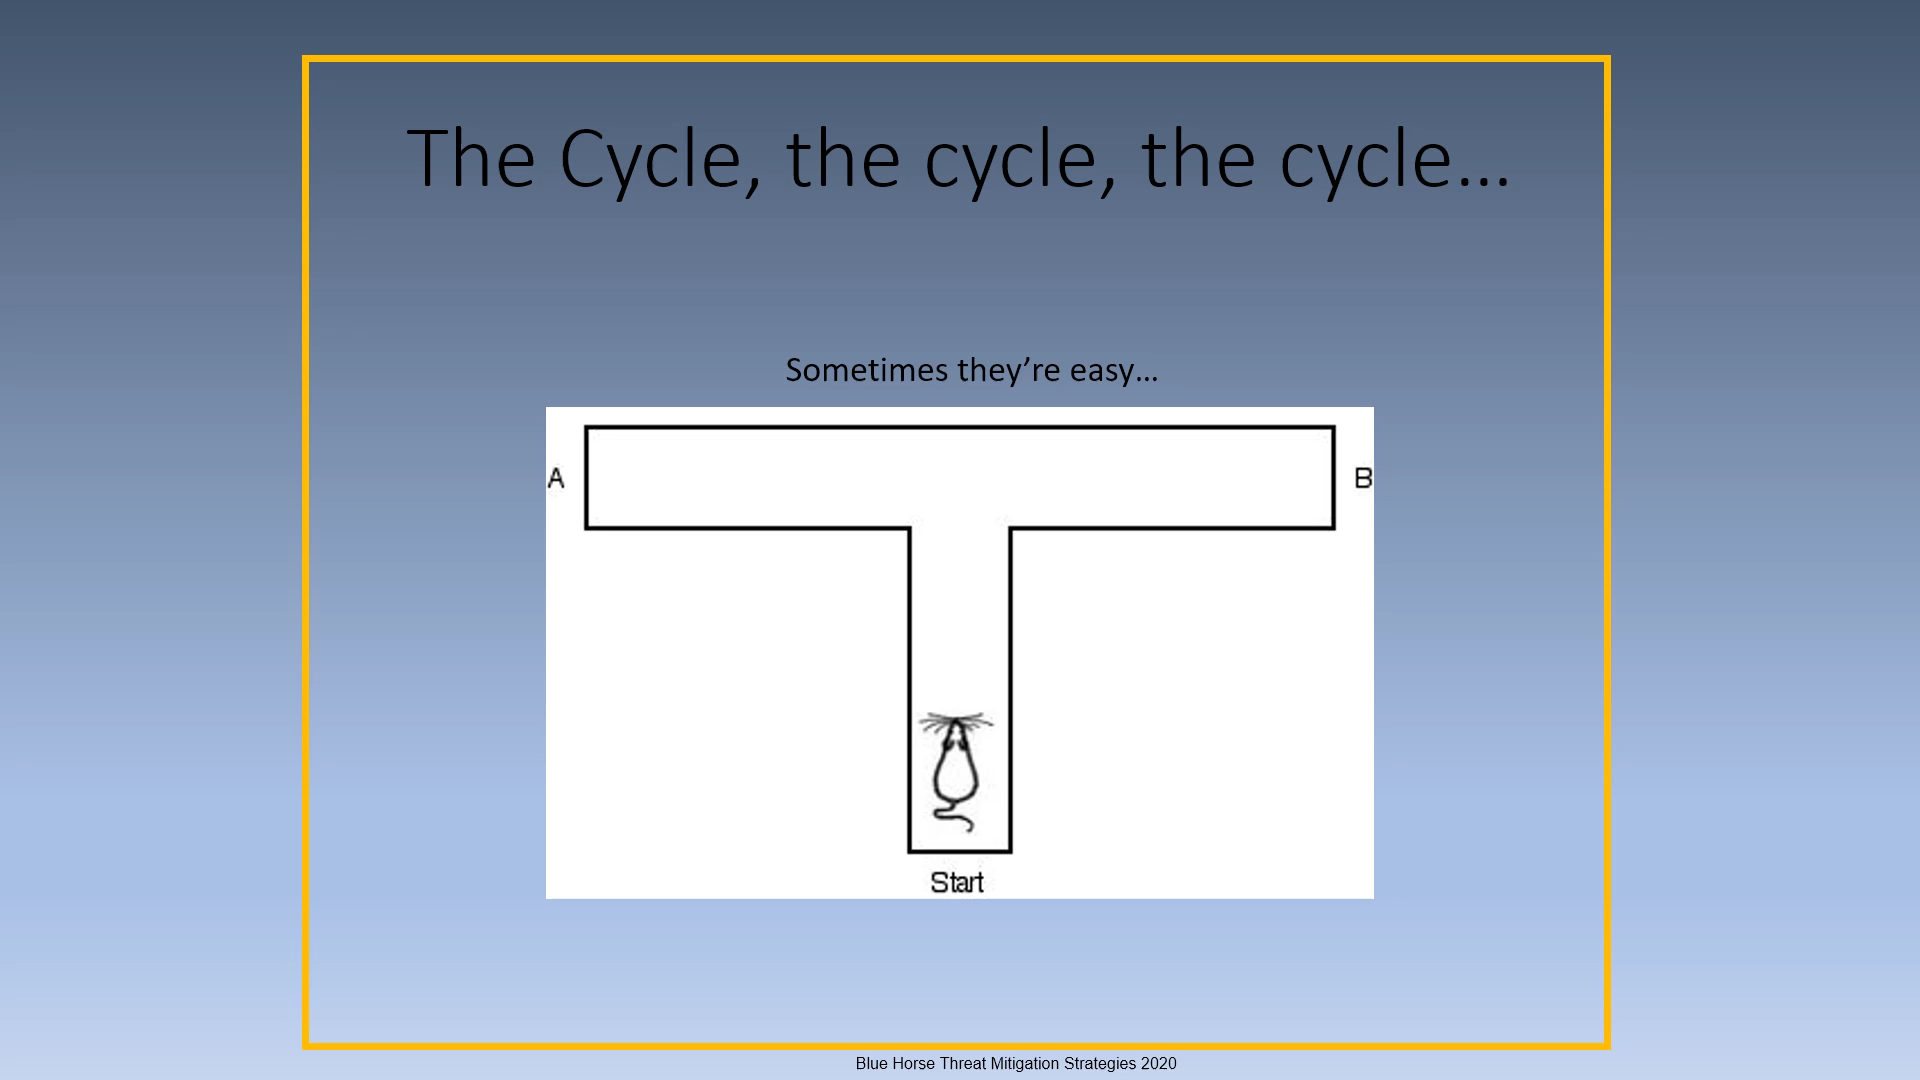 The Cycle, the cycle, the cycle…
Sometimes they’re easy…
A
B
Start
Blue Horse Threat Mitigation Strategies 2020